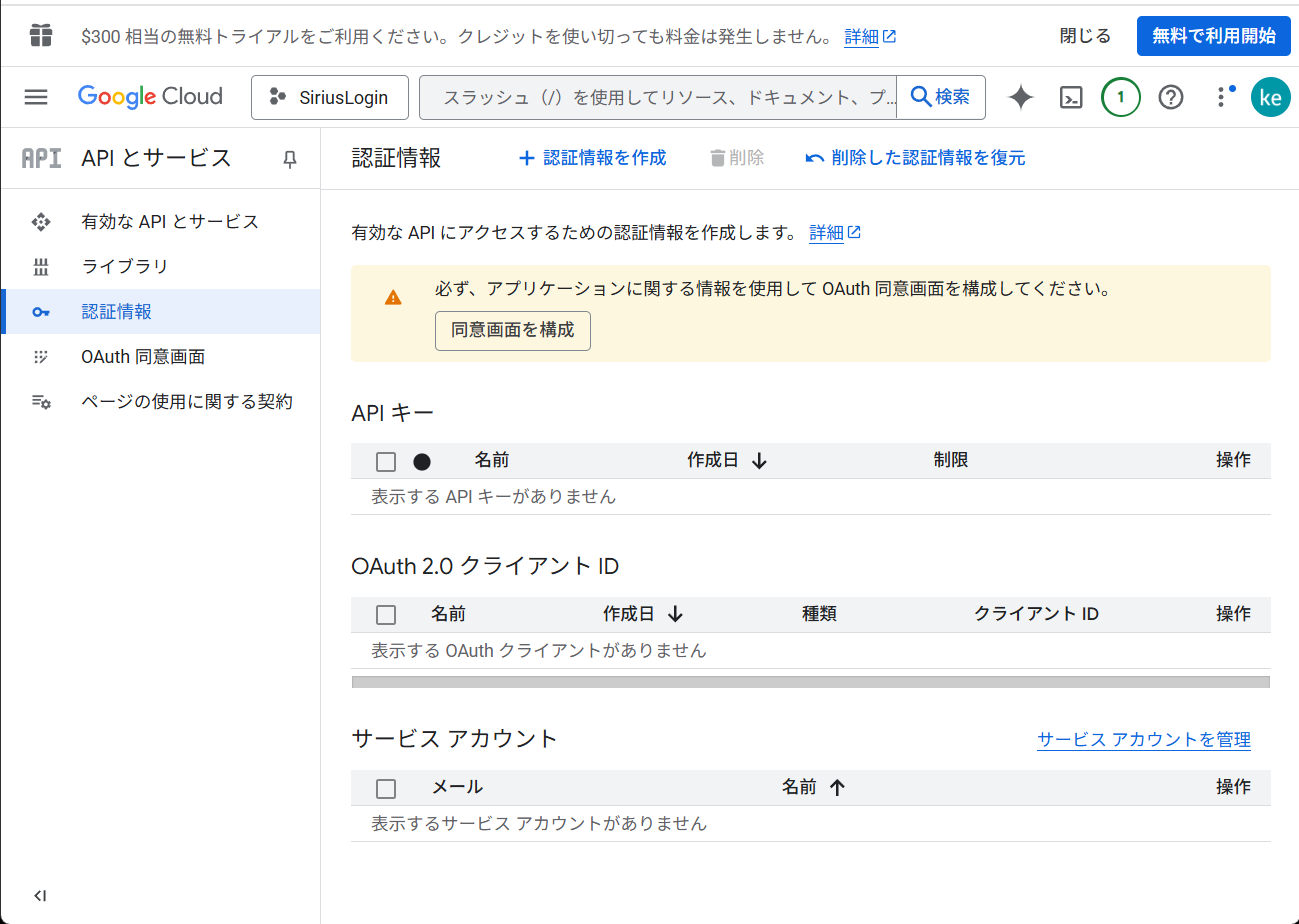 $300 相当の無料トライアルをご利用ください。クレジットを使い切っても料金は発生しません。 詳細 閉じる 無料で利用開始
Google Cloud SiriusLogin スラッシュ（/）を使用してリソース、ドキュメント、プ... 検索 1 ke
API API とサービス
認証情報 認証情報を作成 削除 削除した認証情報を復元
有効な API とサービス
ライブラリ
認証情報
OAuth 同意画面
ページの使用に関する契約
有効な API にアクセスするための認証情報を作成します。 詳細
必ず、アプリケーションに関する情報を使用して OAuth 同意画面を構成してください。
同意画面を構成
API キー
名前 作成日 制限 操作
表示する API キーがありません
OAuth 2.0 クライアント ID
名前 作成日 種類 クライアント ID 操作
表示する OAuth クライアントがありません
サービス アカウント サービス アカウントを管理
メール 名前 操作
表示するサービス アカウントがありません